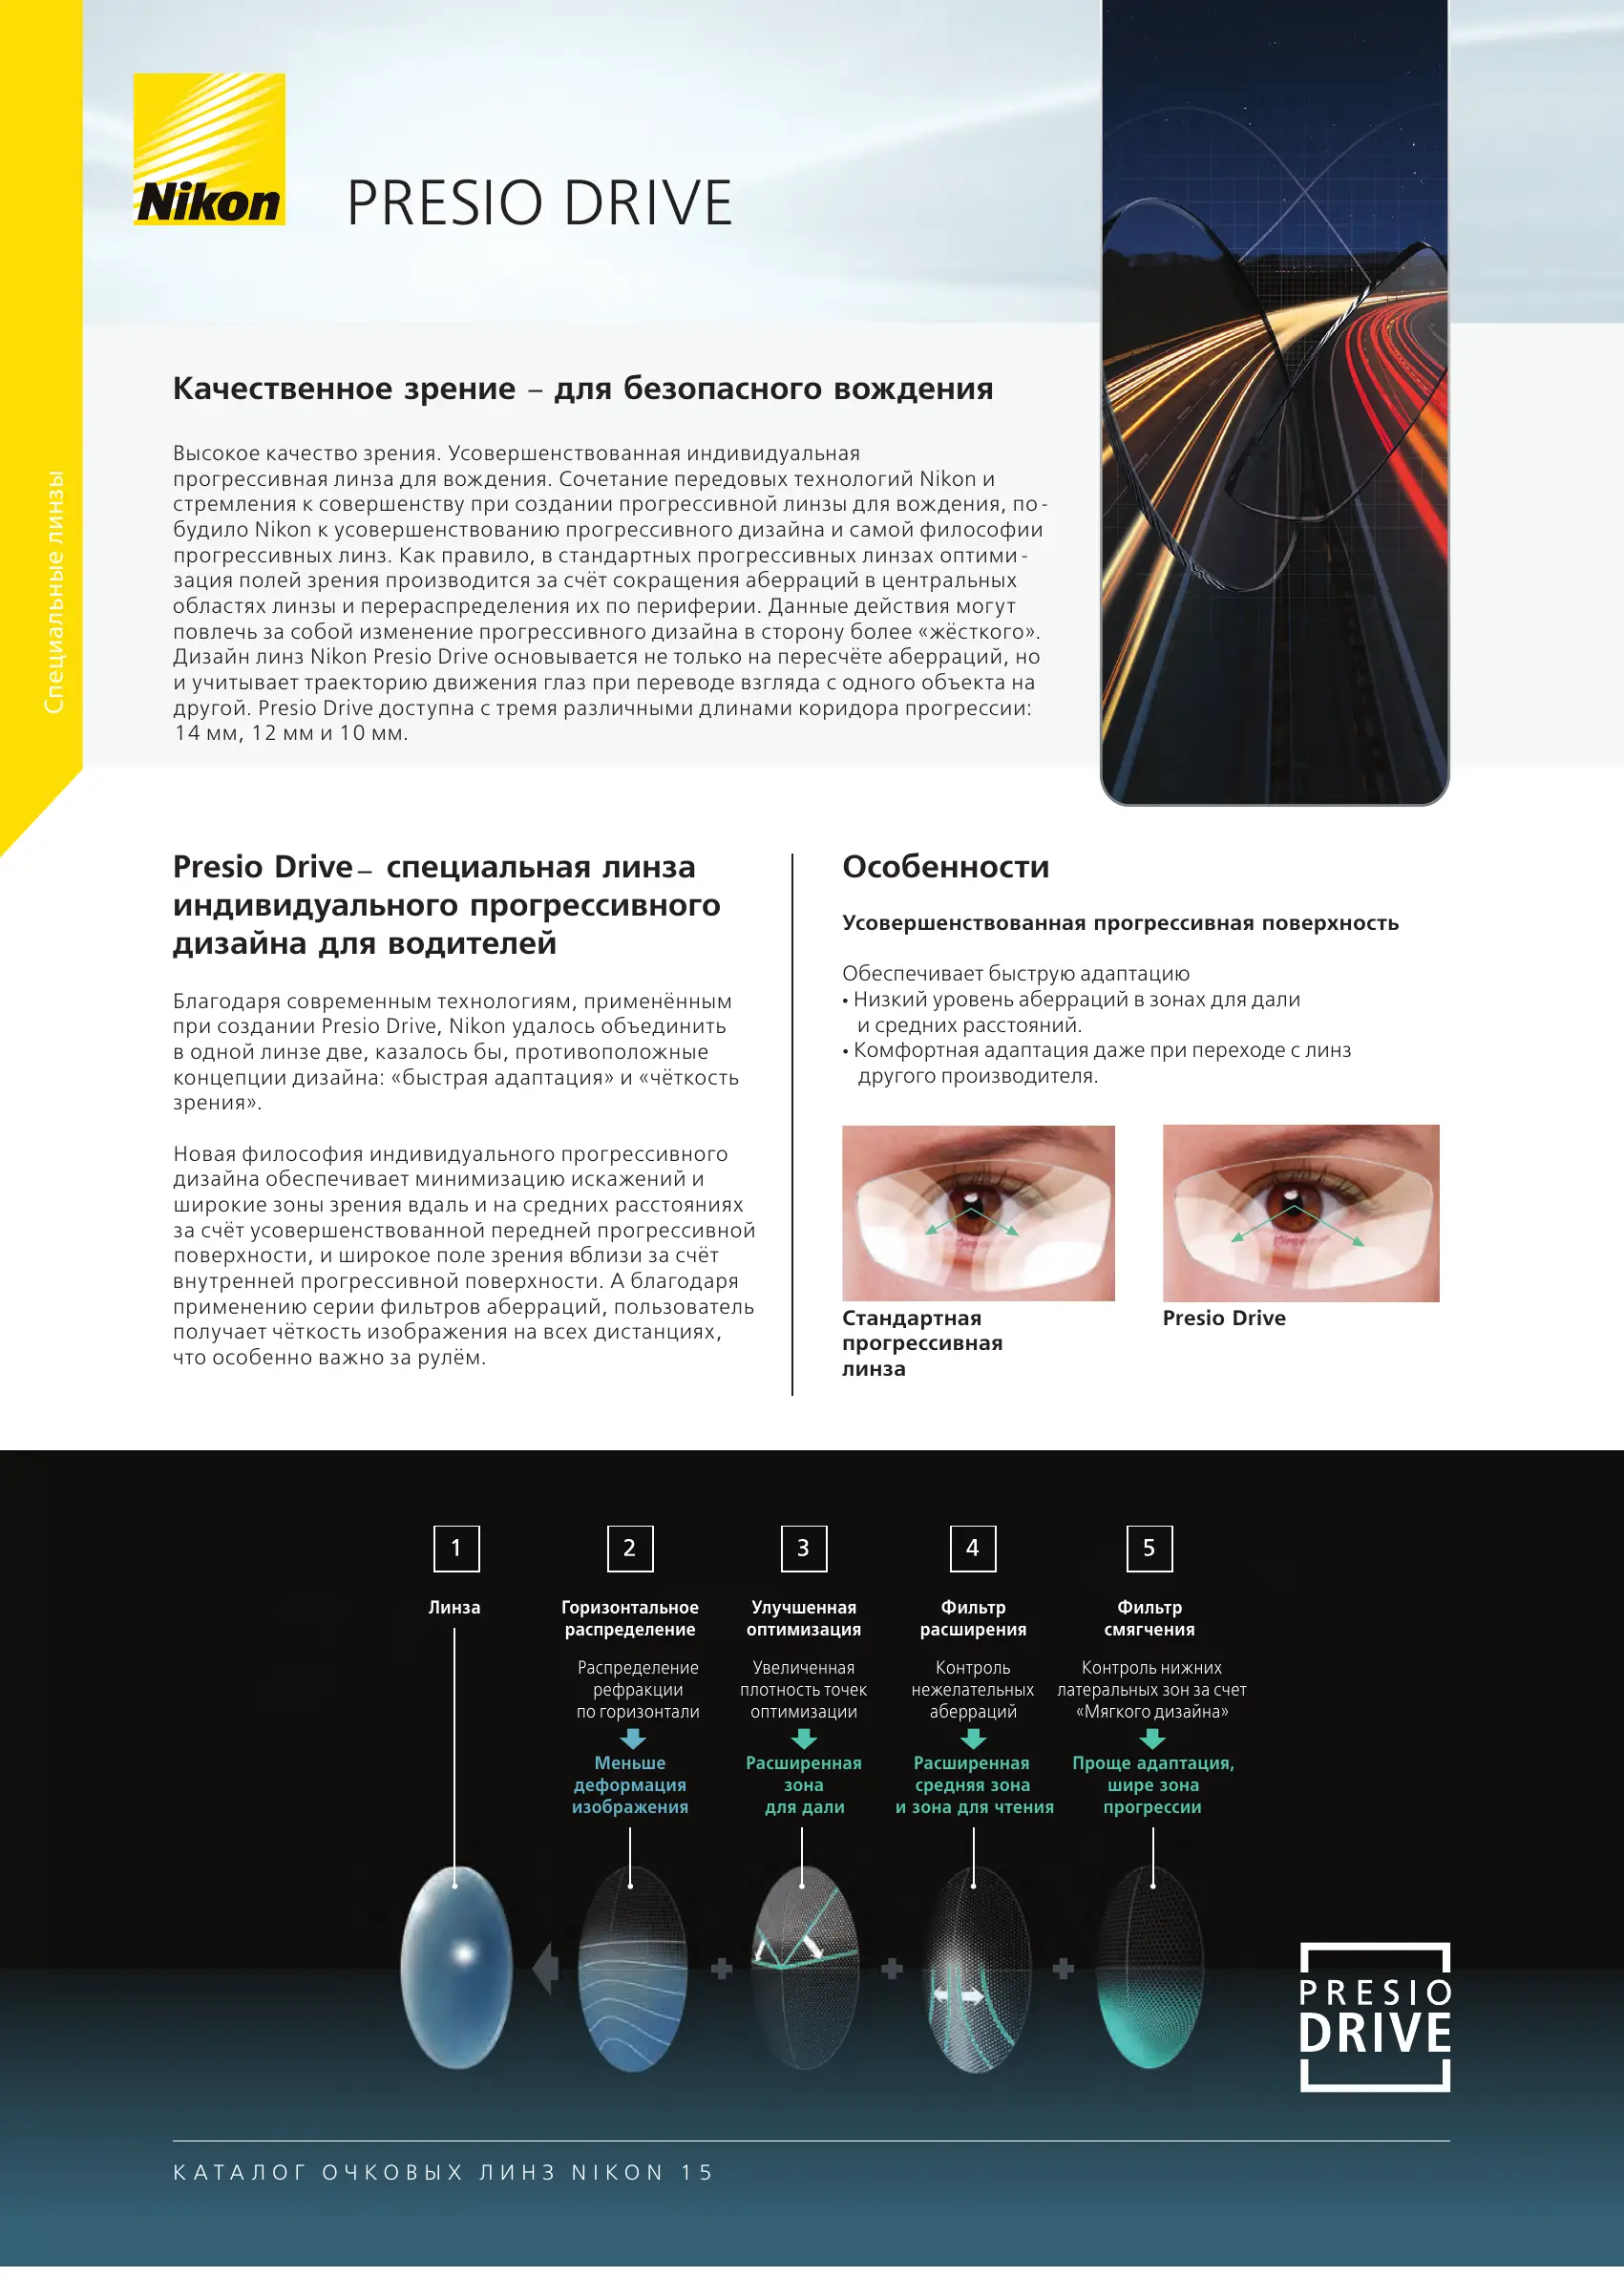 Nikon
PRESIO DRIVE
Специальные линзы
Качественное зрение – для безопасного вождения
Высокое качество зрения. Усовершенствованная индивидуальная
прогрессивная линза для вождения. Сочетание передовых технологий Nikon и
стремления к совершенству при создании прогрессивной линзы для вождения, по-
будило Nikon к усовершенствованию прогрессивного дизайна и самой философии
прогрессивных линз. Как правило, в стандартных прогрессивных линзах оптими-
зация полей зрения производится за счёт сокращения аберраций в центральных
областях линзы и перераспределения их по периферии. Данные действия могут
повлечь за собой изменение прогрессивного дизайна в сторону более «жёсткого».
Дизайн линз Nikon Presio Drive основывается не только на пересчёте аберраций, но
и учитывает траекторию движения глаз при переводе взгляда с одного объекта на
другой. Presio Drive доступна с тремя различными длинами коридора прогрессии:
14 мм, 12 мм и 10 мм.
Presio Drive – специальная линза
индивидуального прогрессивного
дизайна для водителей
Благодаря современным технологиям, применённым
при создании Presio Drive, Nikon удалось объединить
в одной линзе две, казалось бы, противоположные
концепции дизайна: «быстрая адаптация» и «чёткость
зрения».
Новая философия индивидуального прогрессивного
дизайна обеспечивает минимизацию искажений и
широкие зоны зрения вдаль и на средних расстояниях
за счёт усовершенствованной передней прогрессивной
поверхности, и широкое поле зрения вблизи за счёт
внутренней прогрессивной поверхности. А благодаря
применению серии фильтров аберраций, пользователь
получает чёткость изображения на всех дистанциях,
что особенно важно за рулём.
Особенности
Усовершенствованная прогрессивная поверхность
Обеспечивает быструю адаптацию
• Низкий уровень аберраций в зонах для дали
и средних расстояний.
• Комфортная адаптация даже при переходе с линз
другого производителя.
Стандартная
прогрессивная
линза
Presio Drive
1
Линза
2
Горизонтальное
распределение
Распределение
рефракции
по горизонтали
Меньше
деформация
изображения
3
Улучшенная
оптимизация
Увеличенная
плотность точек
оптимизации
Расширенная
зона
для дали
4
Фильтр
расширения
Контроль
нежелательных
аберраций
Расширенная
средняя зона
и зона для чтения
5
Фильтр
смягчения
Контроль нижних
латеральных зон за счет
«Мягкого дизайна»
Проще адаптация,
шире зона
прогрессии
PRESIO
DRIVE
КАТАЛОГ ОЧКОВЫХ ЛИНЗ NIKON 15